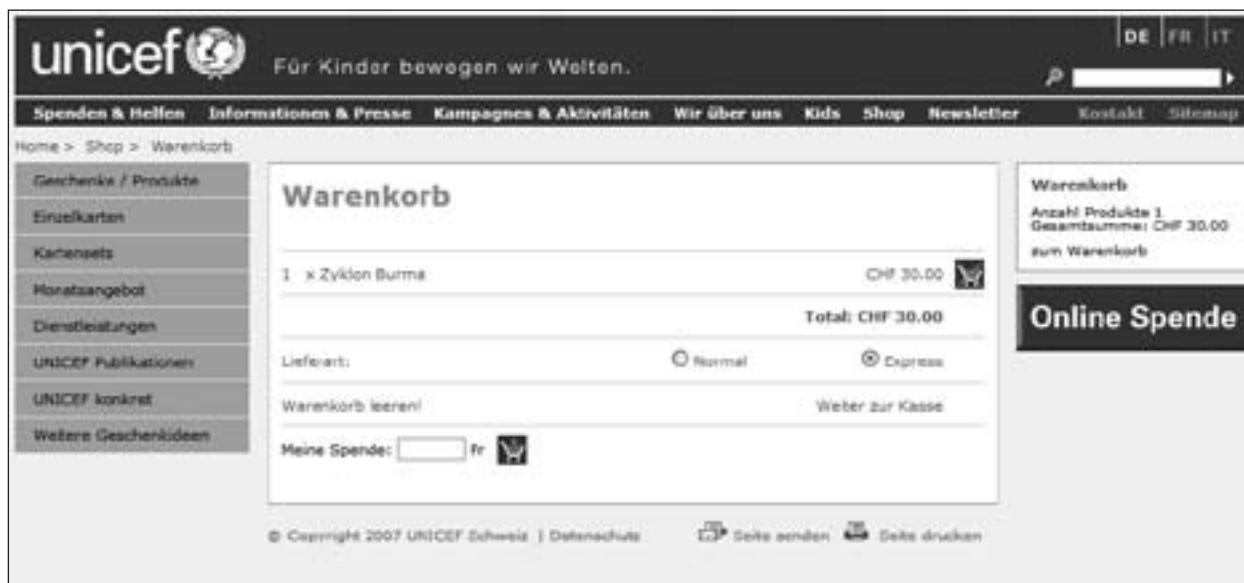 unicef Für Kinder bewegen wir Welten.
DE FR IT
Spenden & Helfen Informationen & Presse Kampagnen & Aktivitäten Wir über uns Kids Shop Newsletter Kontakt Sitemap
Home > Shop > Warenkorb
Geschenke / Produkte
Einzelkarten
Kartensets
Monatsangebot
Dienstleistungen
UNICEF Publikationen
UNICEF konkret
Weitere Geschenkideen
Warenkorb
1 x Zyklon Burma CHF 30.00
Total: CHF 30.00
Lieferart: Normal Express
Warenkorb leeren! Weiter zur Kasse
Meine Spende: Fr
Warenkorb
Anzahl Produkte 1
Gesamtsumme: CHF 30.00
zum Warenkorb
Online Spende
© Copyright 2007 UNICEF Schweiz | Datenschutz Seite senden Seite drucken